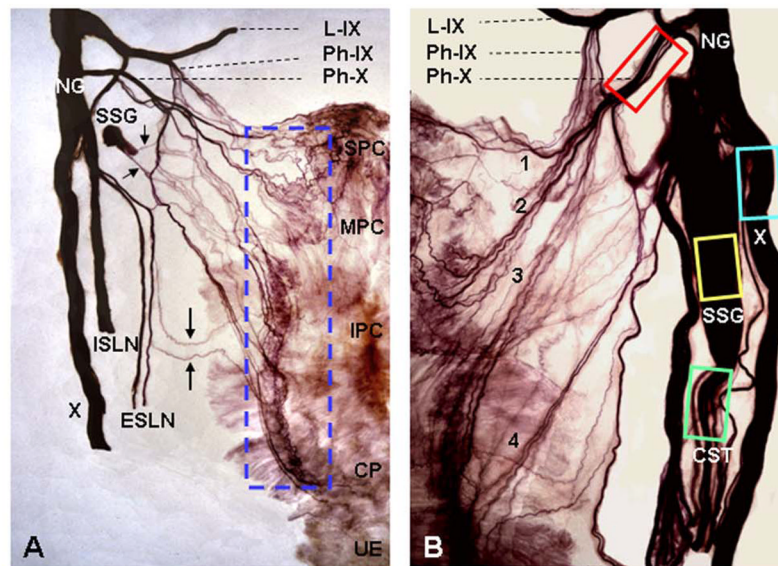 L-IX
Ph-IX
Ph-X
NG
SSG
SPC
MPC
IPC
ISLN
X
ESLN
CP
A
UE
L-IX
Ph-IX
Ph-X
NG
1
2
3
X
SSG
4
CST
B